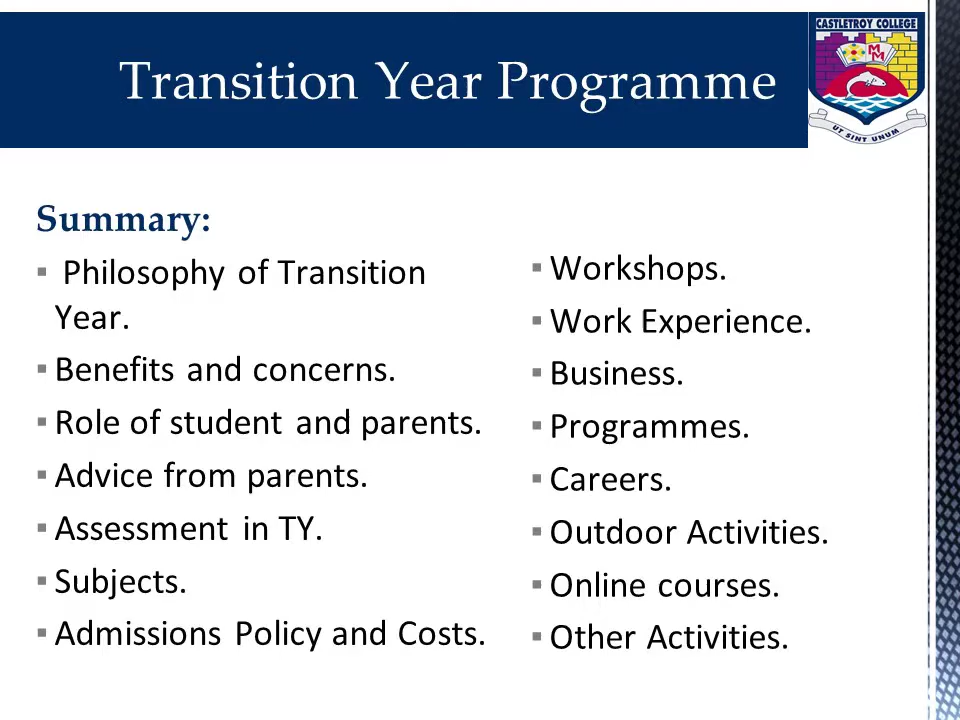 Transition Year Programme
CASTLETROY COLLEGE
MM
UT SINT UNUM
Summary:
▪ Philosophy of Transition
Year.
▪ Benefits and concerns.
▪ Role of student and parents.
▪ Advice from parents.
▪ Assessment in TY.
▪ Subjects.
▪ Admissions Policy and Costs.
▪ Workshops.
▪ Work Experience.
▪ Business.
▪ Programmes.
▪ Careers.
▪ Outdoor Activities.
▪ Online courses.
▪ Other Activities.